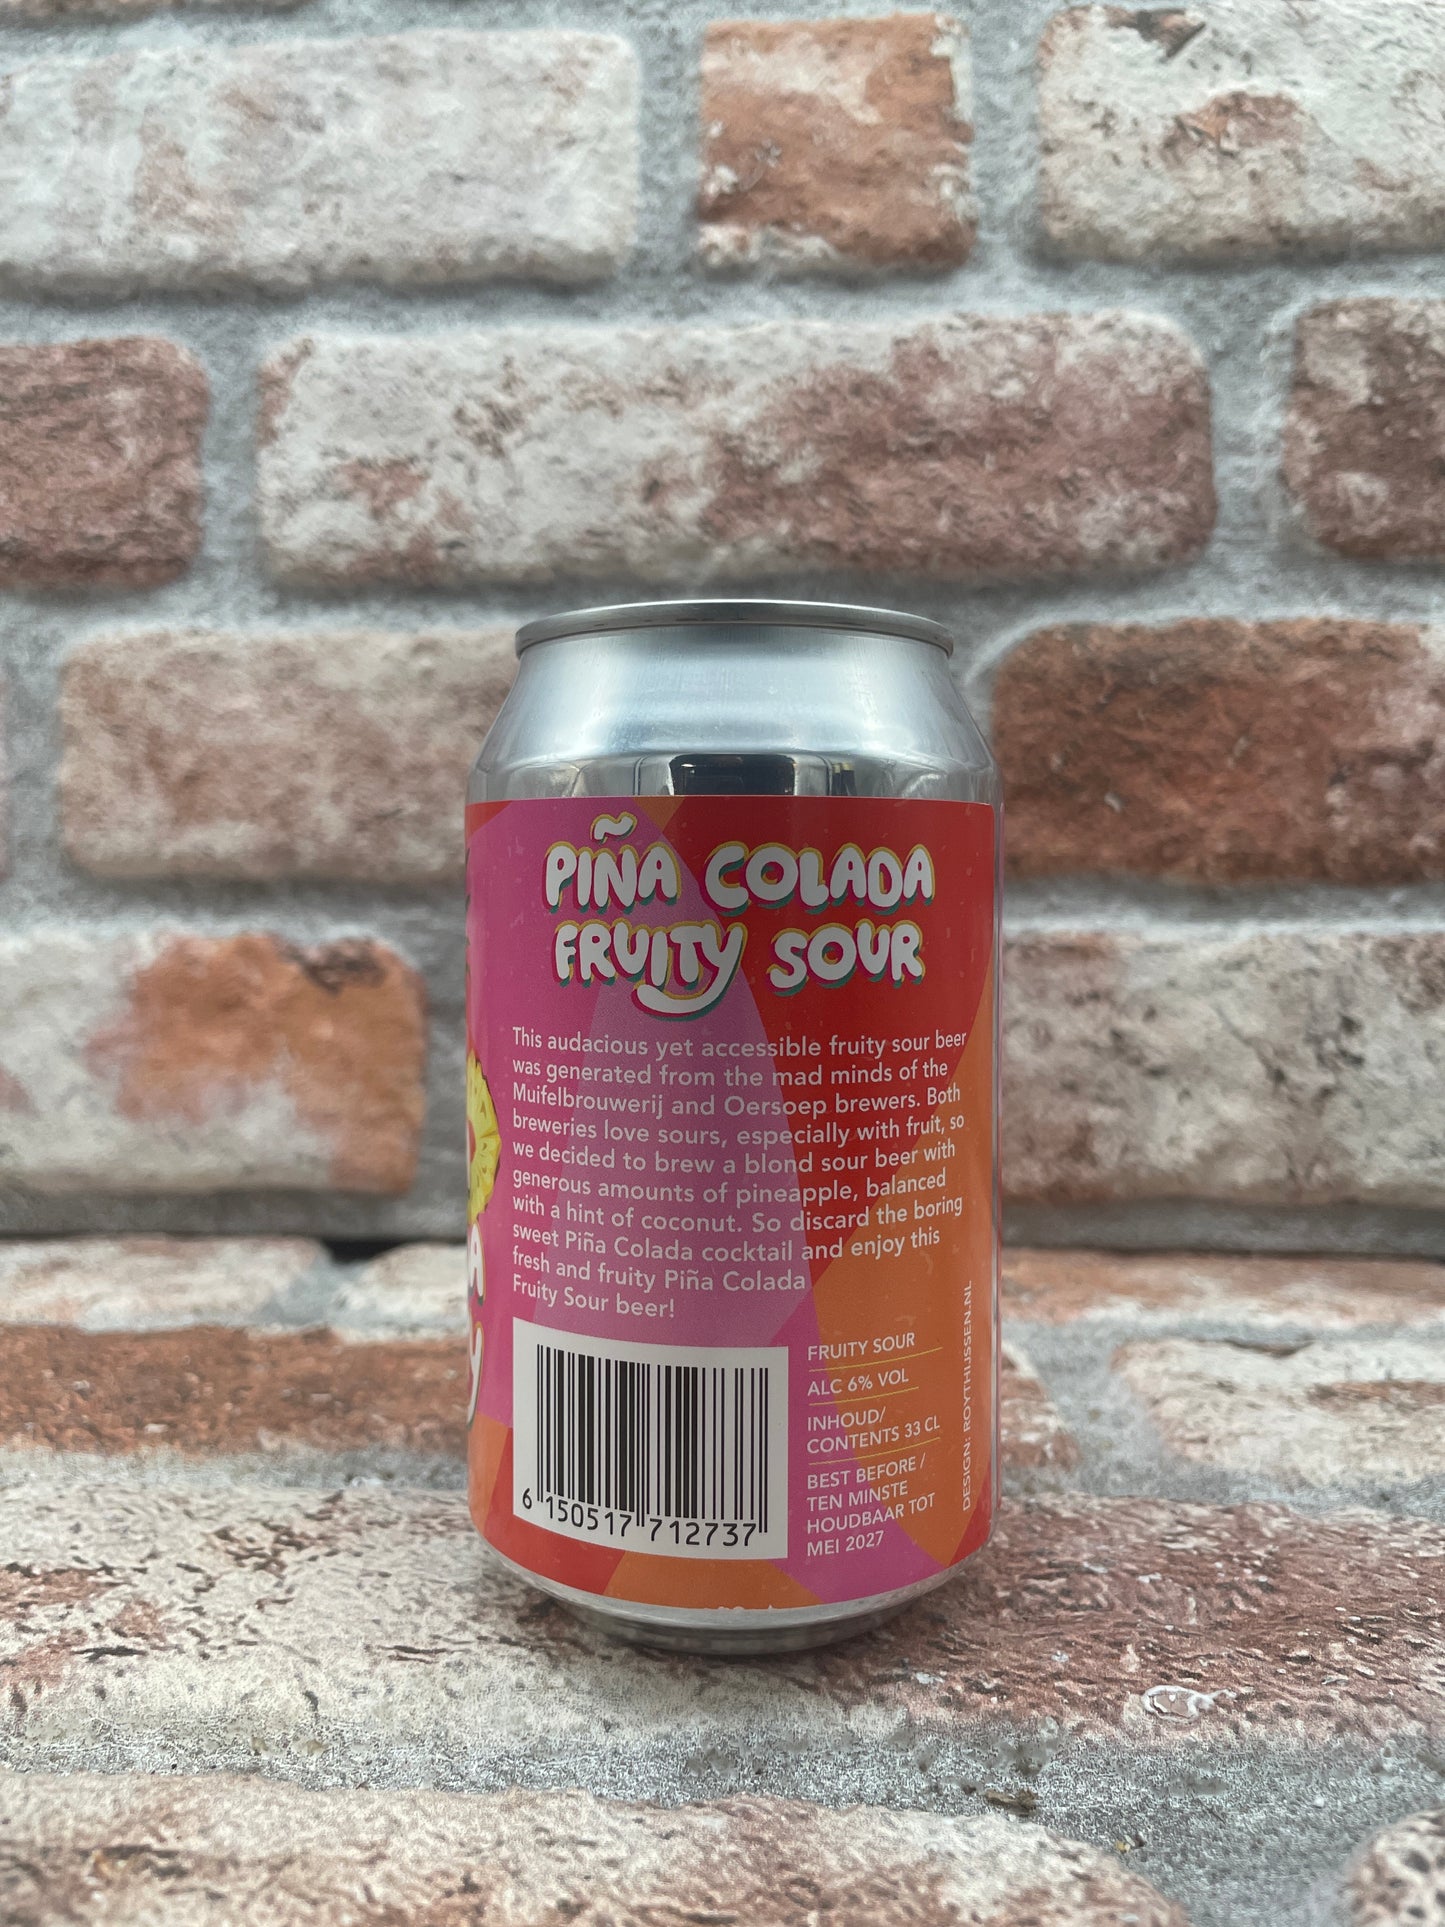 PIÑA COLADA
FRUITY SOUR
This audacious yet accessible fruity sour beer
was generated from the mad minds of the
Muifelbrouwerij and Oersoep brewers. Both
breweries love sours, especially with fruit, so
we decided to brew a blond sour beer with
generous amounts of pineapple, balanced
with a hint of coconut. So discard the boring
sweet Piña Colada cocktail and enjoy this
fresh and fruity Piña Colada
Fruity Sour beer!
6 150517 712737
FRUITY SOUR
ALC 6% VOL
INHOUD/
CONTENTS 33 CL
BEST BEFORE /
TEN MINSTE
HOUDBAAR TOT
MEI 2027
DESIGN: ROYTHIJSSEN.NL